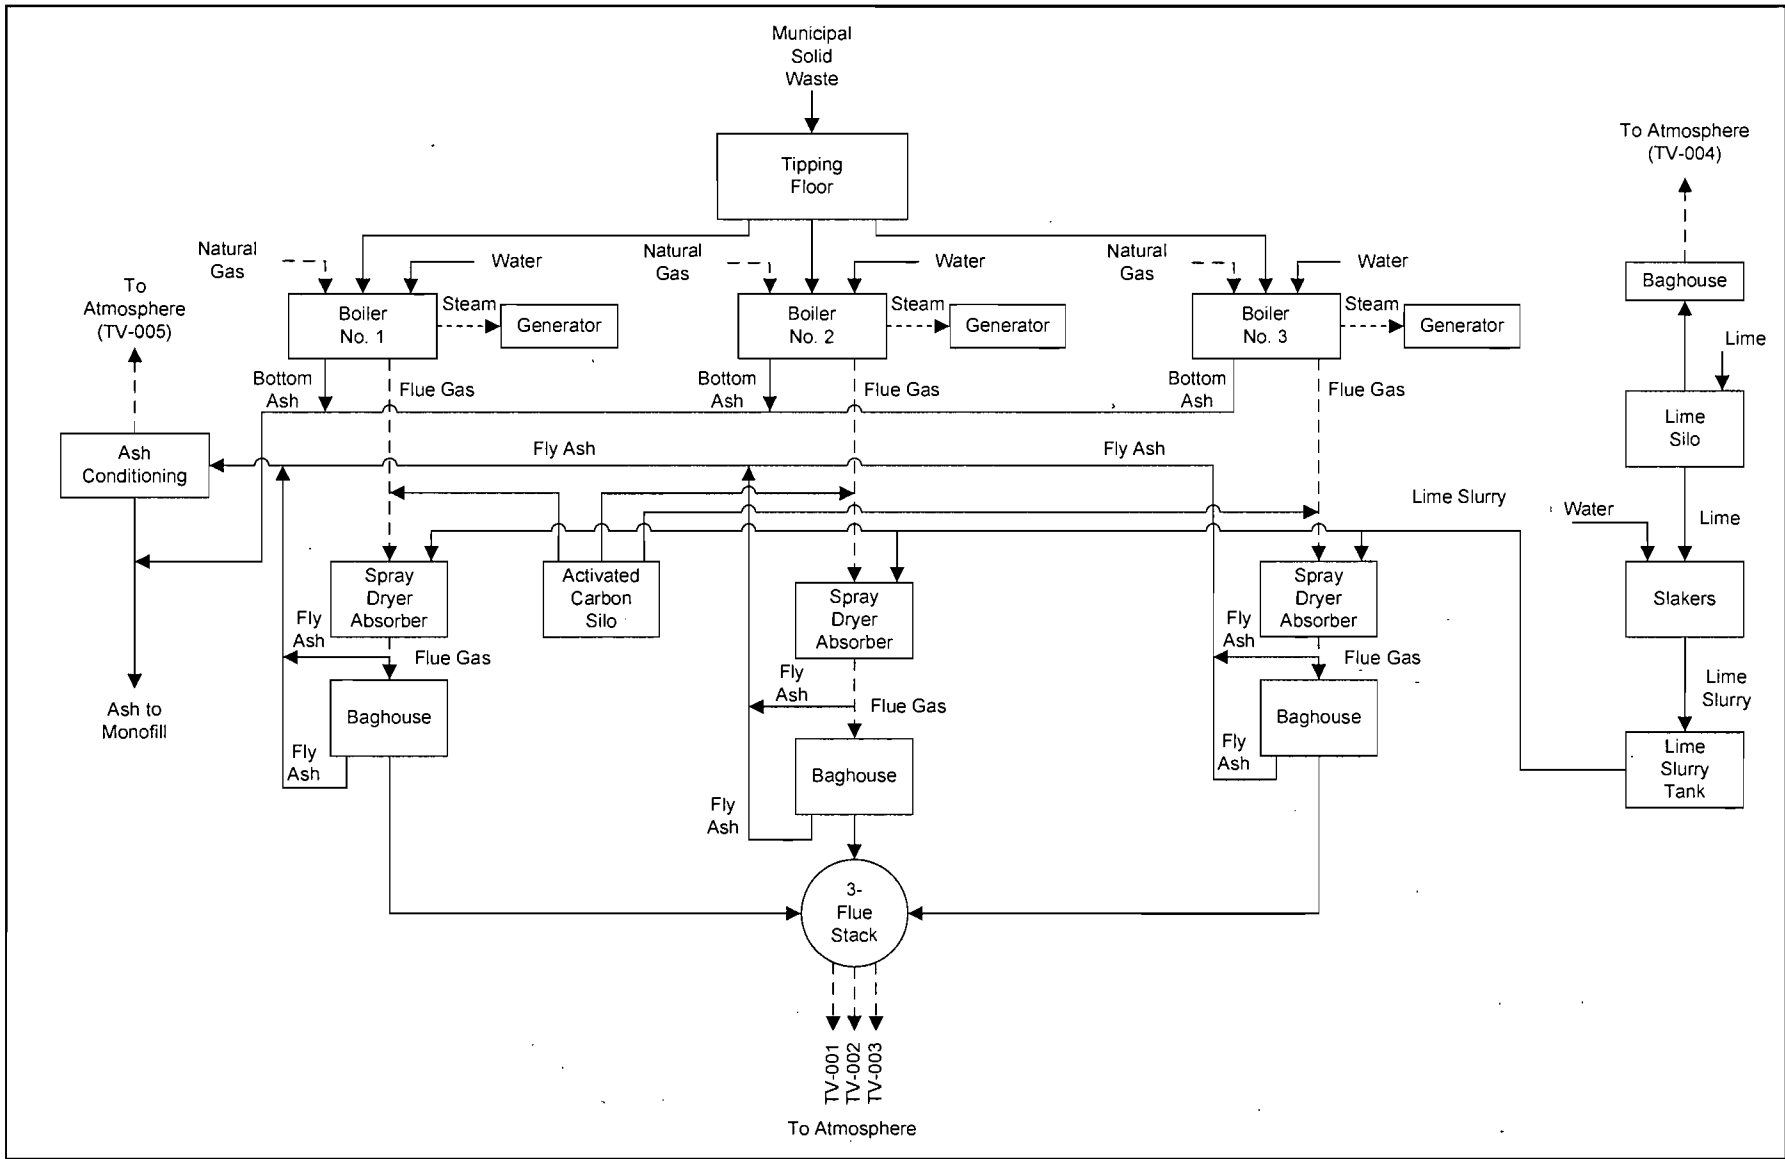 Municipal
Solid
Waste
To Atmosphere
(TV-004)
Tipping
Floor
Natural
Gas
Water
Natural
Gas
Water
Natural
Gas
Water
Baghouse
To
Atmosphere
(TV-005)
Boiler
No. 1
Steam
Generator
Boiler
No. 2
Steam
Generator
Boiler
No. 3
Steam
Generator
Lime
Bottom
Ash
Flue Gas
Bottom
Ash
Flue Gas
Bottom
Ash
Flue Gas
Lime
Silo
Ash
Conditioning
Fly Ash
Fly Ash
Lime Slurry
Water
Lime
Spray
Dryer
Absorber
Activated
Carbon
Silo
Spray
Dryer
Absorber
Spray
Dryer
Absorber
Slakers
Fly
Ash
Flue Gas
Fly
Ash
Flue Gas
Fly
Ash
Flue Gas
Lime
Slurry
Ash to
Monofill
Baghouse
Baghouse
Baghouse
Fly
Ash
Fly
Ash
Fly
Ash
Lime
Slurry
Tank
3-
Flue
Stack
TV-001
TV-002
TV-003
To Atmosphere